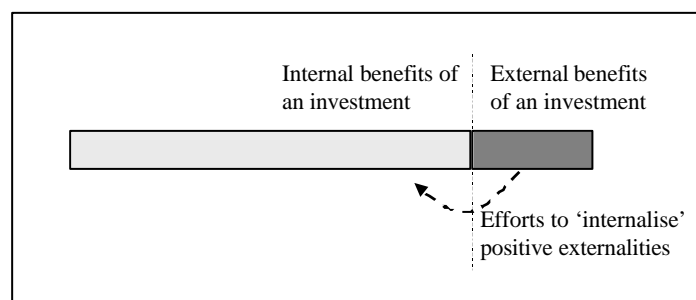 Internal benefits of
an investment
External benefits
of an investment
Efforts to ‘internalise’
positive externalities